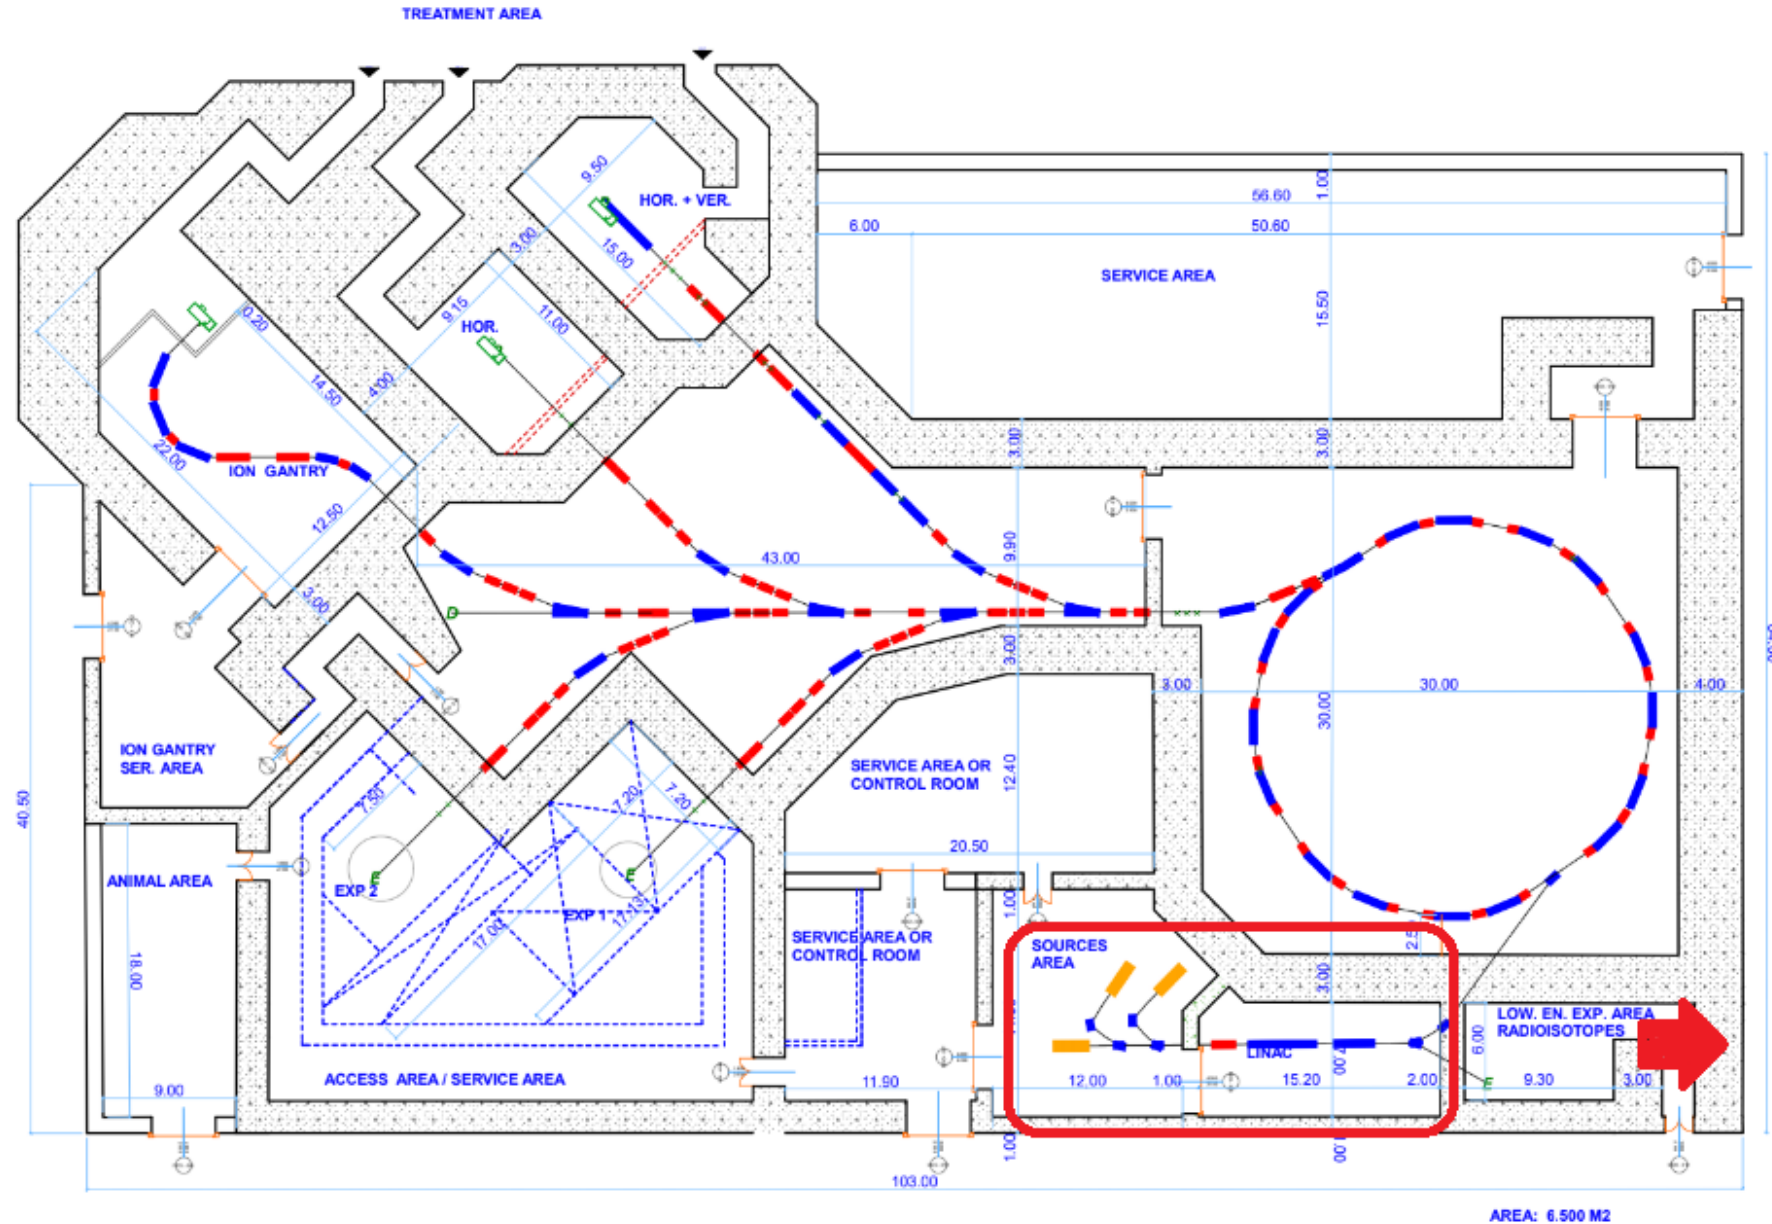 TREATMENT AREA
9.50
HOR. + VER.
3.00
15.00
1.00
56.60
6.00
50.60
SERVICE AREA
15.50
0.20
9.15
HOR.
11.00
4.00
14.50
22.00
ION GANTRY
12.50
3.00
3.00
43.00
9.90
3.00
3.00
3.00
30.00
4.00
30.00
ION GANTRY
SER. AREA
40.50
7.50
7.20
7.20
SERVICE AREA OR
CONTROL ROOM
12.40
20.50
ANIMAL AREA
EXP 2
EXP 1
17.00
18.00
1.00
SERVICE AREA OR
CONTROL ROOM
SOURCES
AREA
3.00
LOW. EN. EXP. AREA
RADIOISOTOPES
6.00
LINAC
ACCESS AREA / SERVICE AREA
9.00
11.90
12.00
1.00
15.20
2.00
E
9.30
3.00
1.00
103.00
AREA: 6.500 M2